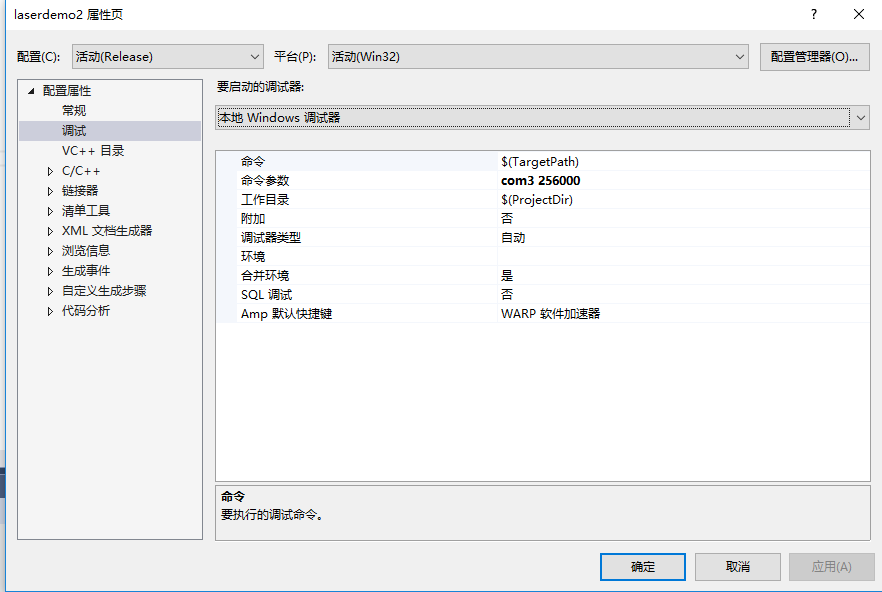 laserdemo2 属性页
?
配置(C): 活动(Release) 平台(P): 活动(Win32) 配置管理器(O)...
配置属性
常规
调试
VC++ 目录
C/C++
链接器
清单工具
XML 文档生成器
浏览信息
生成事件
自定义生成步骤
代码分析
要启动的调试器:
本地 Windows 调试器
命令 $(TargetPath)
命令参数 com3 256000
工作目录 $(ProjectDir)
附加 否
调试器类型 自动
环境
合并环境 是
SQL 调试 否
Amp 默认快捷键 WARP 软件加速器
命令
要执行的调试命令。
确定 取消 应用(A)